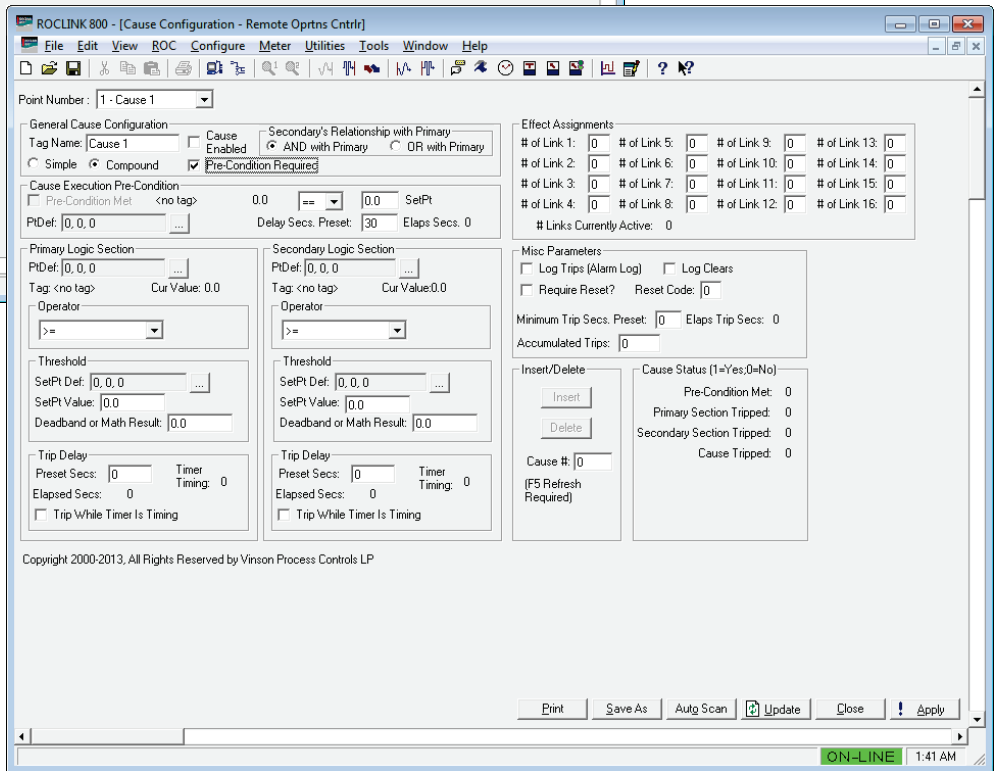 ROCLINK 800 - [Cause Configuration - Remote Oprtns Cntrlr]
File Edit View ROC Configure Meter Utilities Tools Window Help
Point Number : 1 - Cause 1
General Cause Configuration
Tag Name: Cause 1
Cause Enabled
Secondary's Relationship with Primary
AND with Primary OR with Primary
Simple Compound Pre-Condition Required
Cause Execution Pre-Condition
Pre-Condition Met <no tag> 0.0 == 0.0 SetPt
PtDef: 0, 0, 0 ... Delay Secs. Preset: 30 Elaps Secs. 0
Primary Logic Section
PtDef: 0, 0, 0 ...
Tag: <no tag> Cur Value: 0.0
Operator
>=
Threshold
SetPt Def: 0, 0, 0 ...
SetPt Value: 0.0
Deadband or Math Result: 0.0
Trip Delay
Preset Secs: 0 Timer Timing: 0
Elapsed Secs: 0
Trip While Timer Is Timing
Secondary Logic Section
PtDef: 0, 0, 0 ...
Tag: <no tag> Cur Value:0.0
Operator
>=
Threshold
SetPt Def: 0, 0, 0 ...
SetPt Value: 0.0
Deadband or Math Result: 0.0
Trip Delay
Preset Secs: 0 Timer Timing: 0
Elapsed Secs: 0
Trip While Timer Is Timing
Effect Assignments
# of Link 1: 0 # of Link 5: 0 # of Link 9: 0 # of Link 13: 0
# of Link 2: 0 # of Link 6: 0 # of Link 10: 0 # of Link 14: 0
# of Link 3: 0 # of Link 7: 0 # of Link 11: 0 # of Link 15: 0
# of Link 4: 0 # of Link 8: 0 # of Link 12: 0 # of Link 16: 0
# Links Currently Active: 0
Misc Parameters
Log Trips (Alarm Log) Log Clears
Require Reset? Reset Code: 0
Minimum Trip Secs. Preset: 0 Elaps Trip Secs: 0
Accumulated Trips: 0
Insert/Delete
Insert
Delete
Cause #: 0
(F5 Refresh
Required)
Cause Status (1=Yes;0=No)
Pre-Condition Met: 0
Primary Section Tripped: 0
Secondary Section Tripped: 0
Cause Tripped: 0
Copyright 2000-2013, All Rights Reserved by Vinson Process Controls LP
Print Save As Auto Scan Update Close ! Apply
ON-LINE 1:41 AM